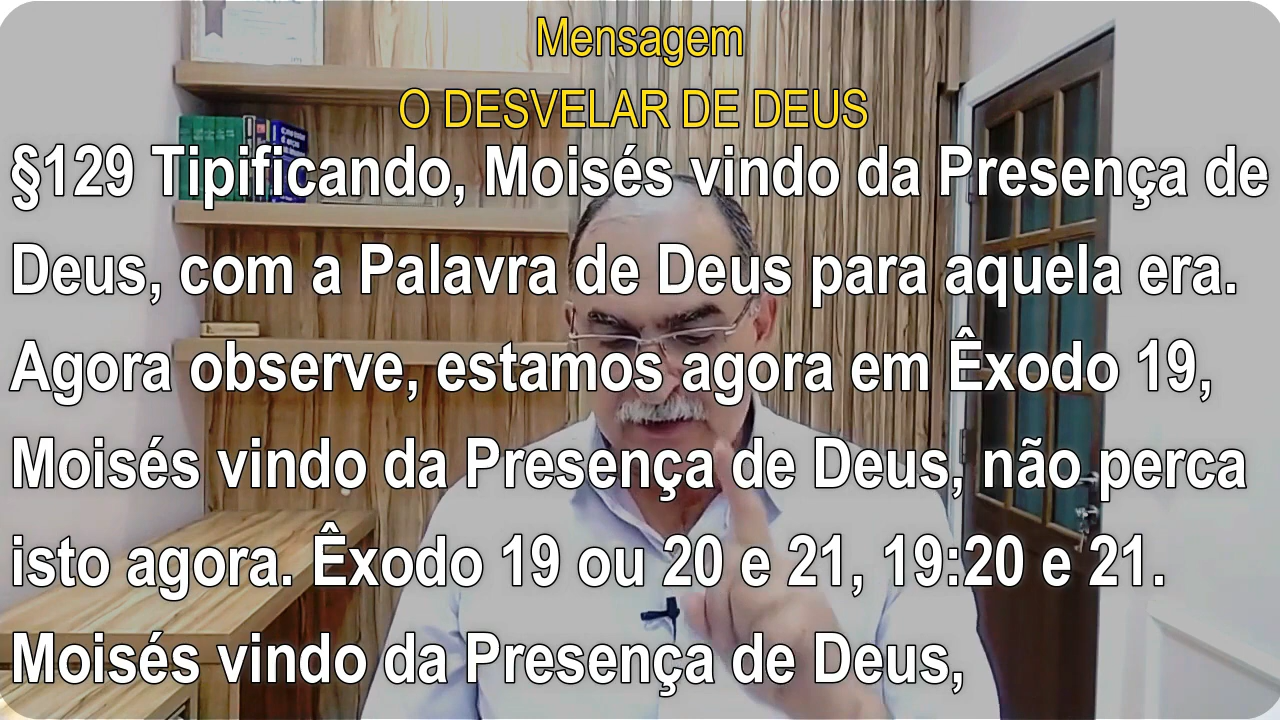 Mensagem
O DESVELAR DE DEUS
§129 Tipificando, Moisés vindo da Presença de
Deus, com a Palavra de Deus para aquela era.
Agora observe, estamos agora em Êxodo 19,
Moisés vindo da Presença de Deus, não perca
isto agora. Êxodo 19 ou 20 e 21, 19:20 e 21.
Moisés vindo da Presença de Deus,